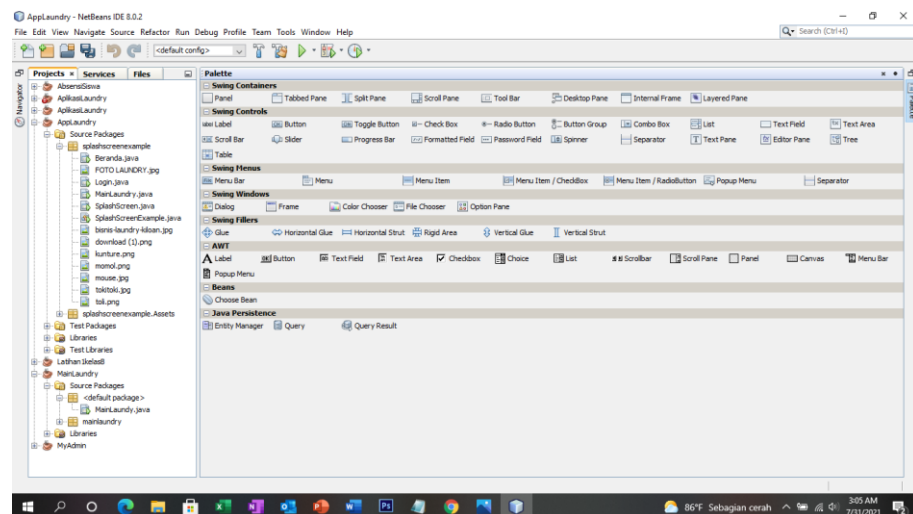 AppLaundry - NetBeans IDE 8.0.2
File Edit View Navigate Source Refactor Run Debug Profile Team Tools Window Help
Search (Ctrl+I)
<default config>
Projects Services Files
Navigator
AbsensiSiswa
AplikasiLaundry
AplikasiLaundry
AppLaundry
Source Packages
splashscreenexample
Beranda.java
FOTO LAUNDRY.jpg
Login.java
MainLaundry.java
SplashScreen.java
SplashScreenExample.java
bisnis-laundry-kiloan.jpg
download (1).png
kunture.png
momol.png
mouse.jpg
tokitoki.jpg
toli.png
splashscreenexample.Assets
Test Packages
Libraries
Test Libraries
Latihan1kelasB
MainLaundry
Source Packages
<default package>
MainLaundy.java
mainlaundry
Libraries
MyAdmin
Palette
Swing Containers
Panel Tabbed Pane Split Pane Scroll Pane Tool Bar Desktop Pane Internal Frame Layered Pane
Swing Controls
Label Button Toggle Button Check Box Radio Button Button Group Combo Box List Text Field Text Area
Scroll Bar Slider Progress Bar Formatted Field Password Field Spinner Separator Text Pane Editor Pane Tree
Table
Swing Menus
Menu Bar Menu Menu Item Menu Item / CheckBox Menu Item / RadioButton Popup Menu Separator
Swing Windows
Dialog Frame Color Chooser File Chooser Option Pane
Swing Fillers
Glue Horizontal Glue Horizontal Strut Rigid Area Vertical Glue Vertical Strut
AWT
Label Button Text Field Text Area Checkbox Choice List Scrollbar Scroll Pane Panel Canvas Menu Bar
Popup Menu
Beans
Choose Bean
Java Persistence
Entity Manager Query Query Result
86°F Sebagian cerah
3:05 AM
7/31/2021